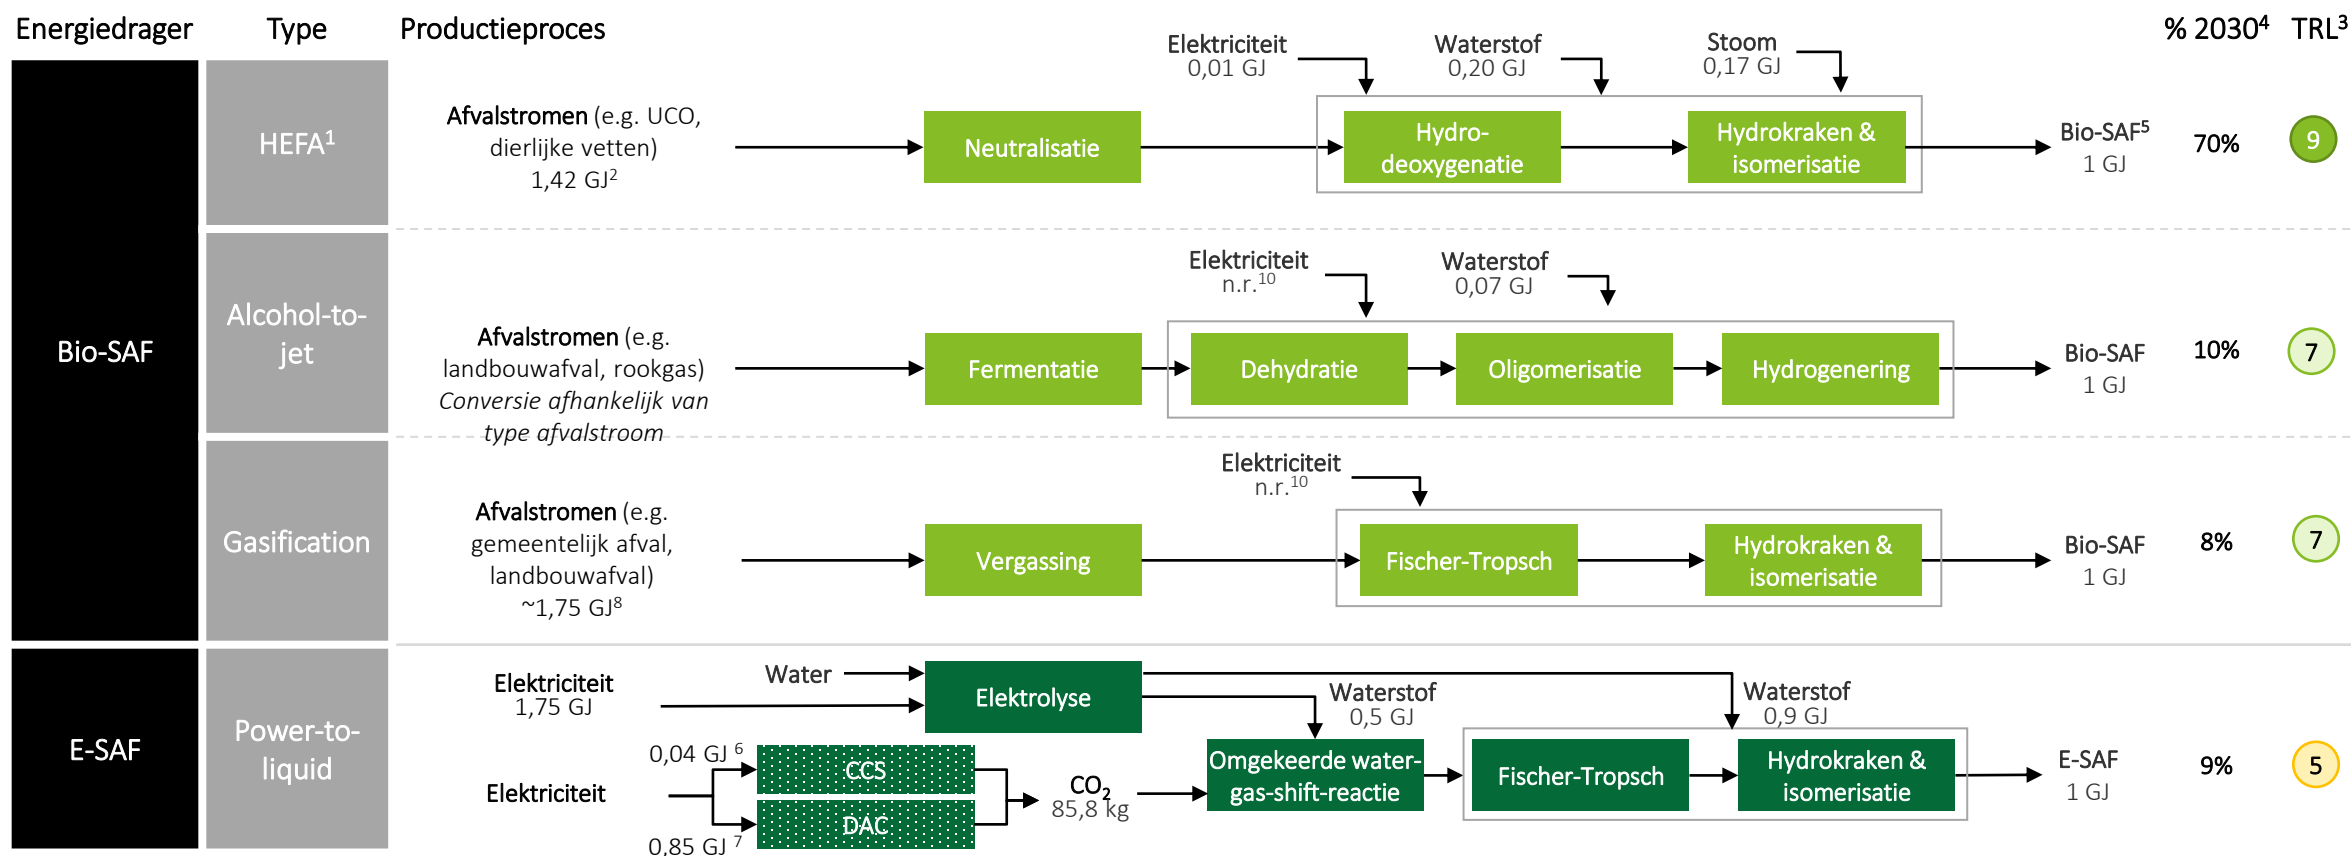 Energiedrager Type Productieproces % 2030⁴ TRL³
Bio-SAF
HEFA¹
Afvalstromen (e.g. UCO,
dierlijke vetten)
1,42 GJ²
Neutralisatie
Elektriciteit
0,01 GJ
Waterstof
0,20 GJ
Stoom
0,17 GJ
Hydro-
deoxygenatie
Hydrokraken &
isomerisatie
Bio-SAF⁵
1 GJ
70%
9
Alcohol-to-
jet
Afvalstromen (e.g.
landbouwafval, rookgas)
Conversie afhankelijk van
type afvalstroom
Fermentatie
Elektriciteit
n.r.¹⁰
Waterstof
0,07 GJ
Dehydratie
Oligomerisatie
Hydrogenering
Bio-SAF
1 GJ
10%
7
Gasification
Afvalstromen (e.g.
gemeentelijk afval,
landbouwafval)
~1,75 GJ⁸
Vergassing
Elektriciteit
n.r.¹⁰
Fischer-Tropsch
Hydrokraken &
isomerisatie
Bio-SAF
1 GJ
8%
7
E-SAF
Power-to-
liquid
Elektriciteit
1,75 GJ
Water
Elektrolyse
Waterstof
0,5 GJ
Waterstof
0,9 GJ
Elektriciteit
0,04 GJ ⁶
CCS
0,85 GJ ⁷
DAC
CO₂
85,8 kg
Omgekeerde water-
gas-shift-reactie
Fischer-Tropsch
Hydrokraken &
isomerisatie
E-SAF
1 GJ
9%
5